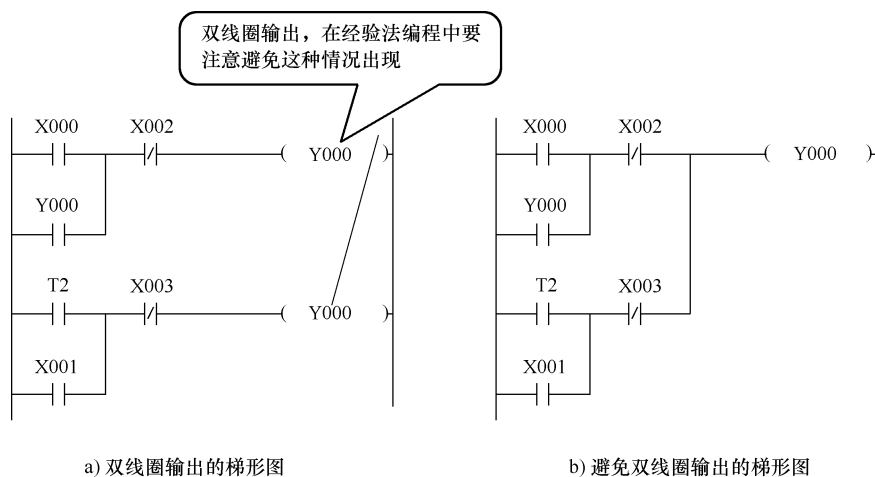 双线圈输出，在经验法编程中要
注意避免这种情况出现
X000 X002
( Y000 )
Y000
T2 X003
( Y000 )
X001
a) 双线圈输出的梯形图
X000 X002
( Y000 )
Y000
T2 X003
X001
b) 避免双线圈输出的梯形图